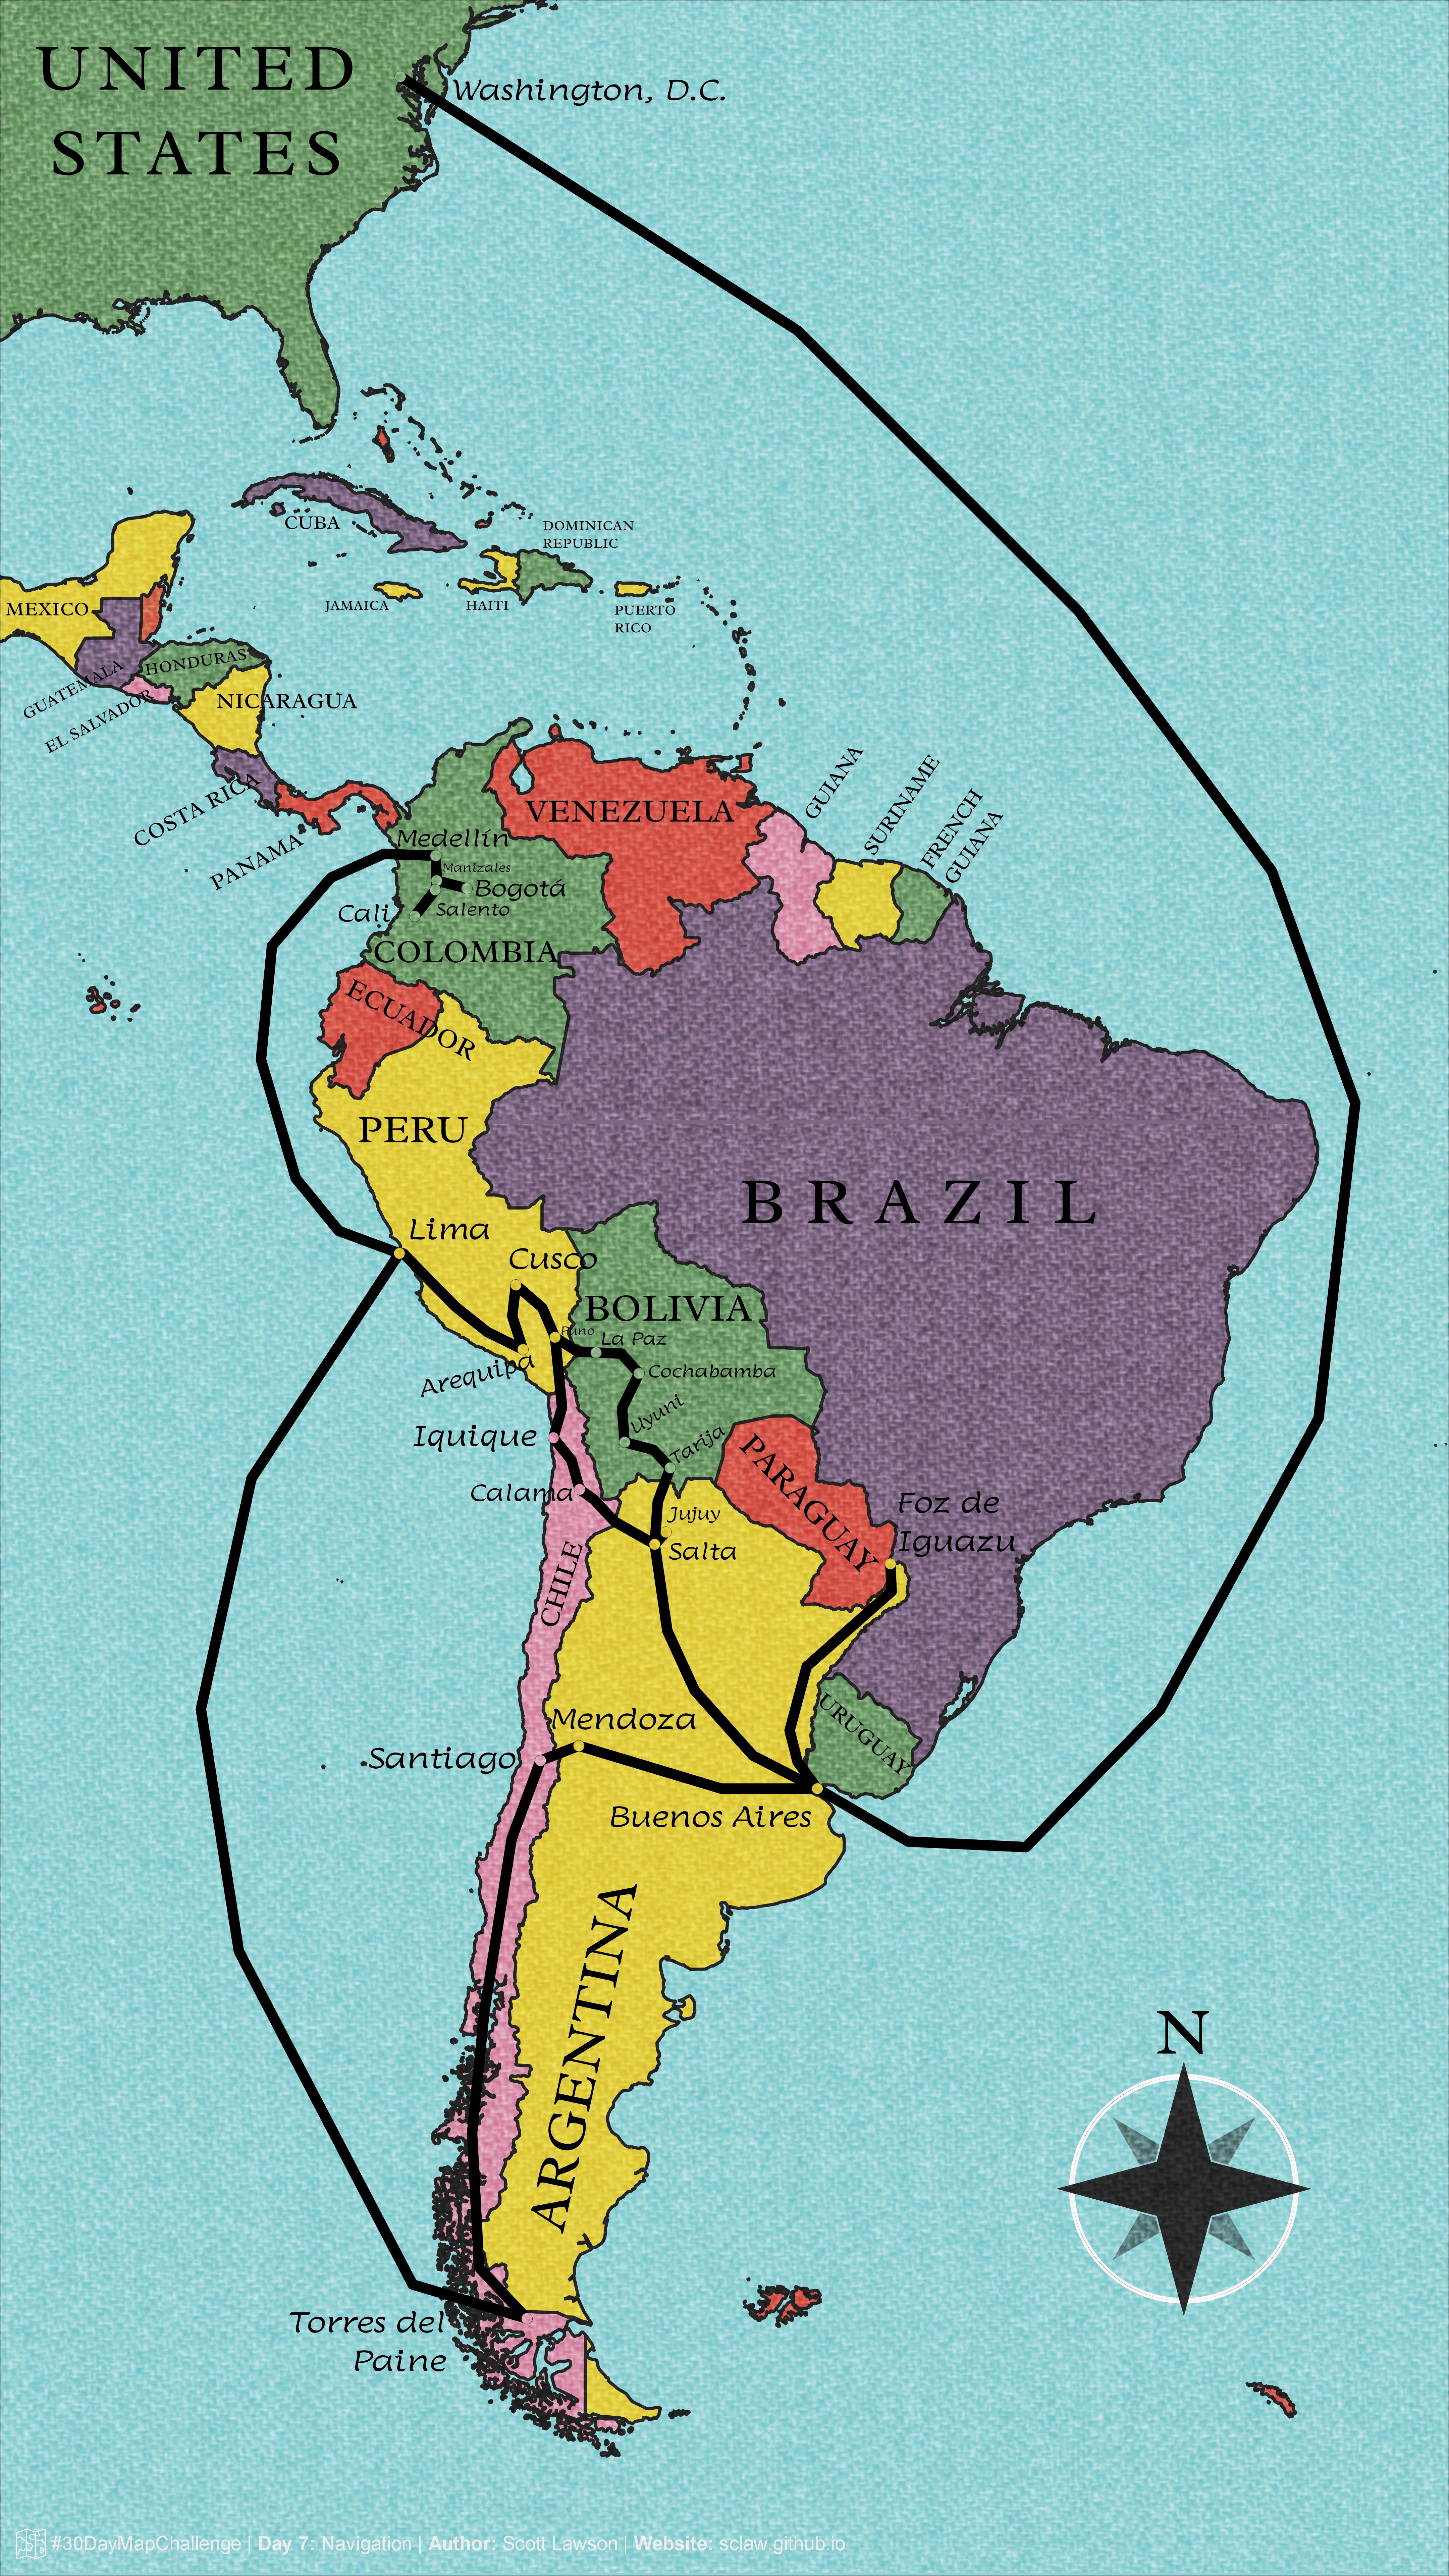 UNITED
STATES
Washington, D.C.
CUBA
DOMINICAN
REPUBLIC
MEXICO
JAMAICA
HAITI
PUERTO
RICO
GUATEMALA
HONDURAS
EL SALVADOR
NICARAGUA
COSTA RICA
PANAMA
VENEZUELA
GUIANA
SURINAME
FRENCH
GUIANA
Medellín
Manizales
Bogotá
Cali
Salento
COLOMBIA
ECUADOR
PERU
BRAZIL
Lima
Cusco
BOLIVIA
Puno
La Paz
Arequipa
Cochabamba
Iquique
Uyuni
Tarija
PARAGUAY
Calama
Jujuy
Salta
Foz de
Iguazu
CHILE
Mendoza
URUGUAY
Santiago
Buenos Aires
ARGENTINA
N
Torres del
Paine
#30DayMapChallenge | Day 7: Navigation | Author: Scott Lawson | Website: sclaw.github.io